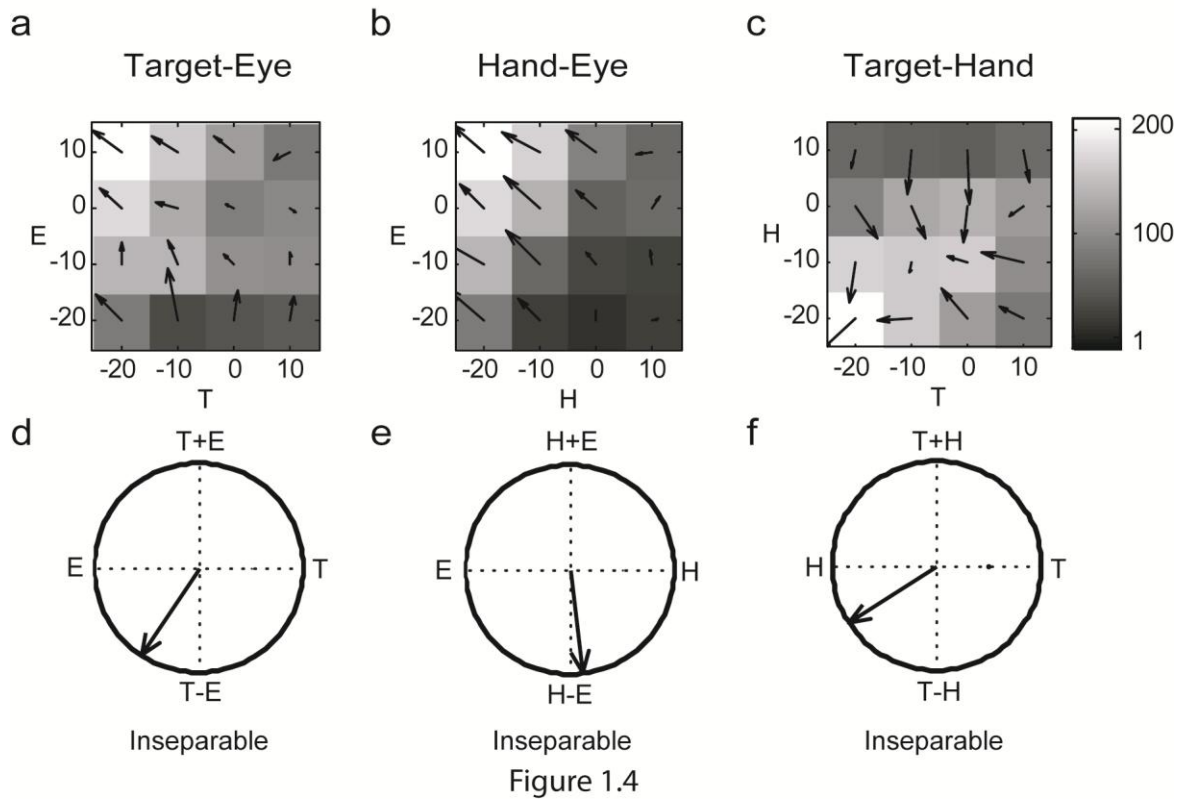 a
Target-Eye
b
Hand-Eye
c
Target-Hand
10
0
E
-10
-20
-20 -10 0 10
T
10
0
E
-10
-20
-20 -10 0 10
H
10
0
H
-10
-20
-20 -10 0 10
T
200
100
1
d
T+E
E T
T-E
Inseparable
e
H+E
E H
H-E
Inseparable
f
T+H
H T
T-H
Inseparable
Figure 1.4